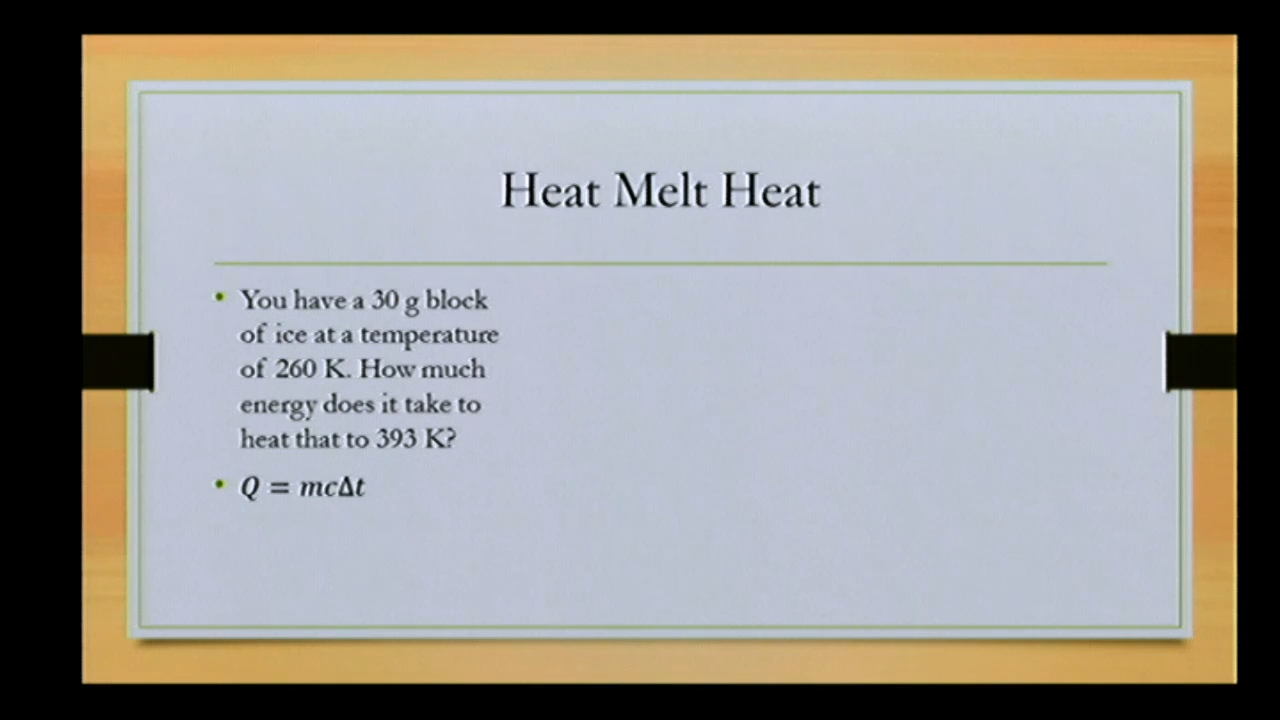 Heat Melt Heat
• You have a 30 g block
of ice at a temperature
of 260 K. How much
energy does it take to
heat that to 393 K?
• Q = mcΔt